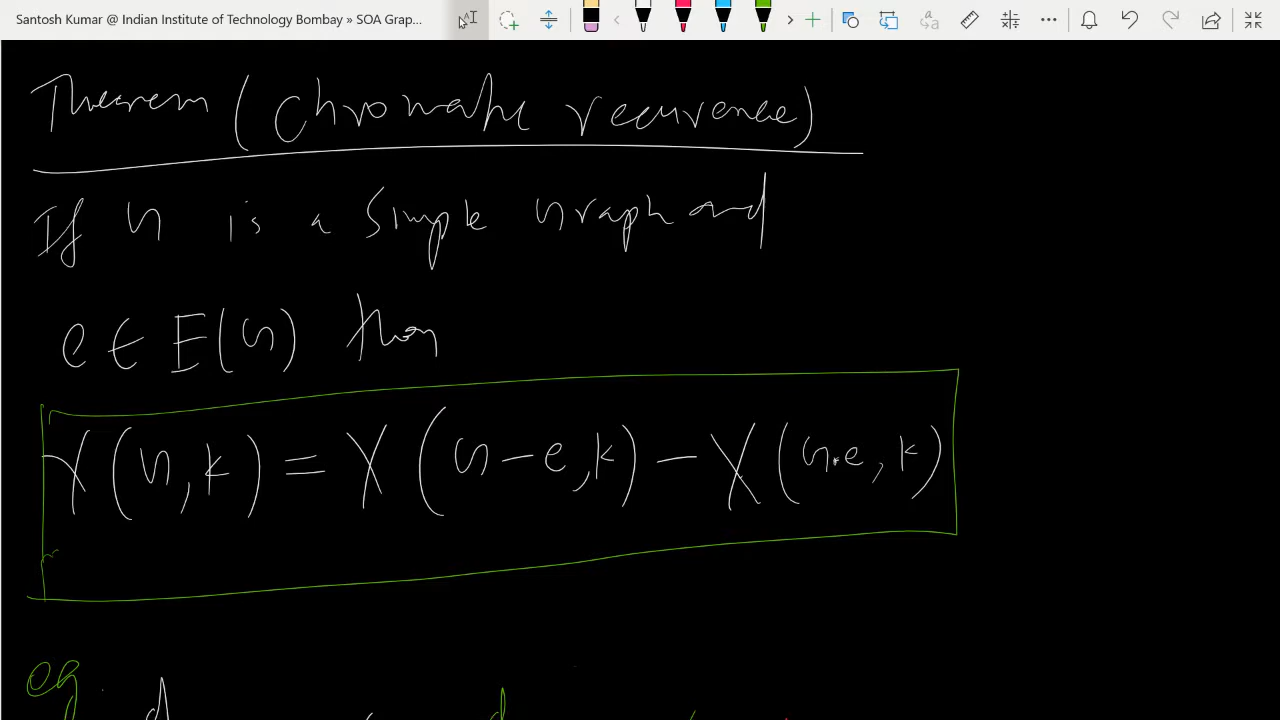 Santosh Kumar @ Indian Institute of Technology Bombay » SOA Grap...
Theorem (Chromatic recurrence)
If G is a Simple Graph and
e ∈ E(G) then
χ(G, k) = χ(G - e, k) - χ(G.e, k)
eg